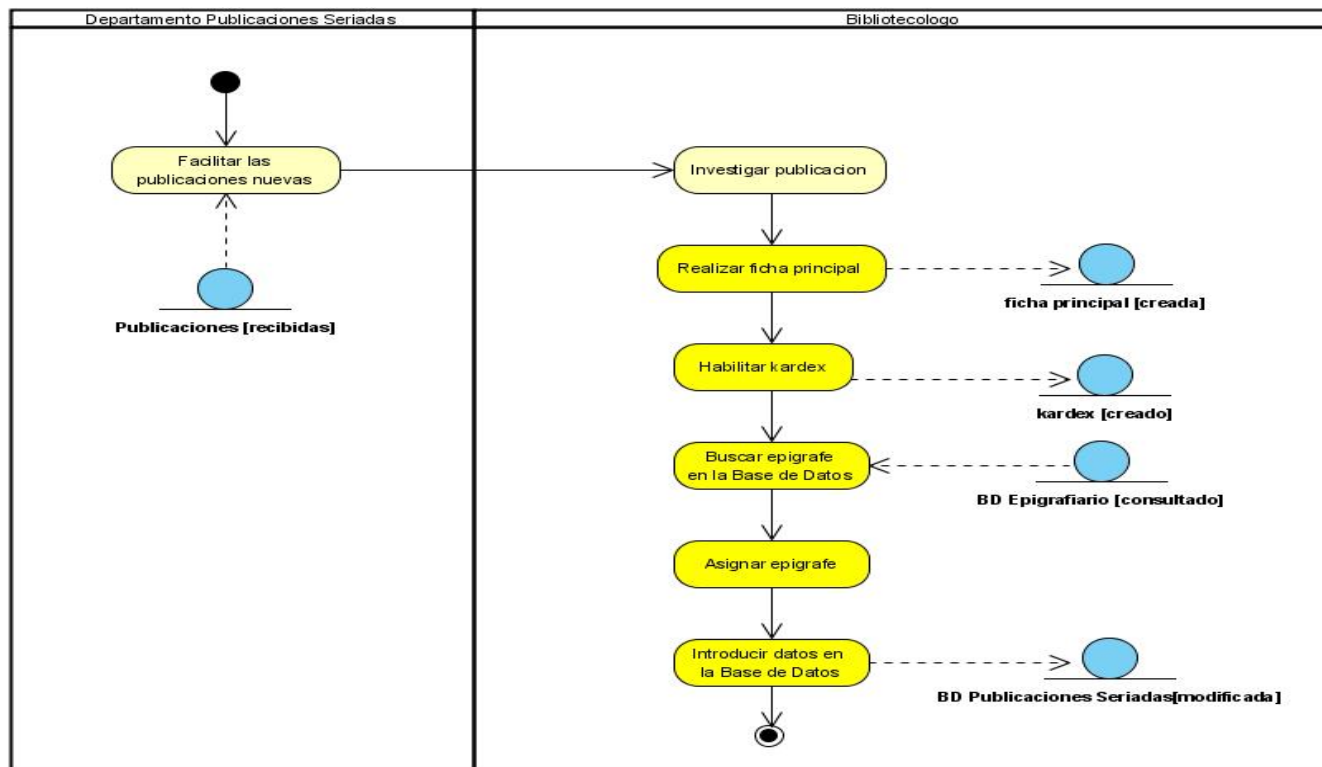 Departamento Publicaciones Seriadas
Bibliotecologo
Facilitar las
publicaciones nuevas
Investigar publicacion
Realizar ficha principal
ficha principal [creada]
Publicaciones [recibidas]
Habilitar kardex
kardex [creado]
Buscar epigrafe
en la Base de Datos
BD Epigrafiario [consultado]
Asignar epigrafe
Introducir datos en
la Base de Datos
BD Publicaciones Seriadas[modificada]